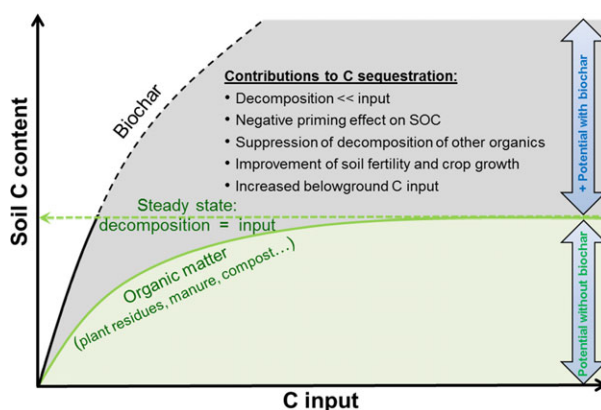 Soil C content
Biochar
Contributions to C sequestration:
• Decomposition << input
• Negative priming effect on SOC
• Suppression of decomposition of other organics
• Improvement of soil fertility and crop growth
• Increased belowground C input
+ Potential with biochar
Steady state:
decomposition = input
Organic matter
(plant residues, manure, compost…)
Potential without biochar
C input